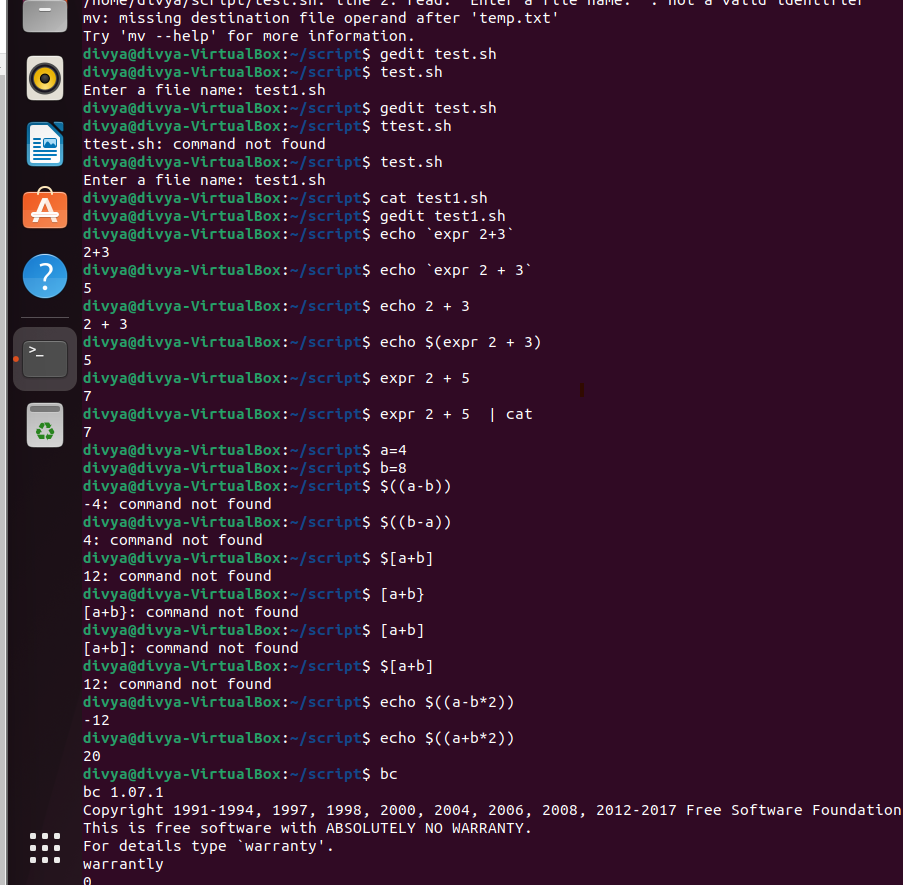 /home/divya/script/test.sh: line 2: read: `Enter a file name: ': not a valid identifier
mv: missing destination file operand after 'temp.txt'
Try 'mv --help' for more information.
divya@divya-VirtualBox:~/script$ gedit test.sh
divya@divya-VirtualBox:~/script$ test.sh
Enter a file name: test1.sh
divya@divya-VirtualBox:~/script$ gedit test.sh
divya@divya-VirtualBox:~/script$ ttest.sh
ttest.sh: command not found
divya@divya-VirtualBox:~/script$ test.sh
Enter a file name: test1.sh
divya@divya-VirtualBox:~/script$ cat test1.sh
divya@divya-VirtualBox:~/script$ gedit test1.sh
divya@divya-VirtualBox:~/script$ echo `expr 2+3`
2+3
divya@divya-VirtualBox:~/script$ echo `expr 2 + 3`
5
divya@divya-VirtualBox:~/script$ echo 2 + 3
2 + 3
divya@divya-VirtualBox:~/script$ echo $(expr 2 + 3)
5
divya@divya-VirtualBox:~/script$ expr 2 + 5
7
divya@divya-VirtualBox:~/script$ expr 2 + 5  | cat
7
divya@divya-VirtualBox:~/script$ a=4
divya@divya-VirtualBox:~/script$ b=8
divya@divya-VirtualBox:~/script$ $((a-b))
-4: command not found
divya@divya-VirtualBox:~/script$ $((b-a))
4: command not found
divya@divya-VirtualBox:~/script$ $[a+b]
12: command not found
divya@divya-VirtualBox:~/script$ [a+b}
[a+b}: command not found
divya@divya-VirtualBox:~/script$ [a+b]
[a+b]: command not found
divya@divya-VirtualBox:~/script$ $[a+b]
12: command not found
divya@divya-VirtualBox:~/script$ echo $((a-b*2))
-12
divya@divya-VirtualBox:~/script$ echo $((a+b*2))
20
divya@divya-VirtualBox:~/script$ bc
bc 1.07.1
Copyright 1991-1994, 1997, 1998, 2000, 2004, 2006, 2008, 2012-2017 Free Software Foundation
This is free software with ABSOLUTELY NO WARRANTY.
For details type `warranty'.
warrantly
0